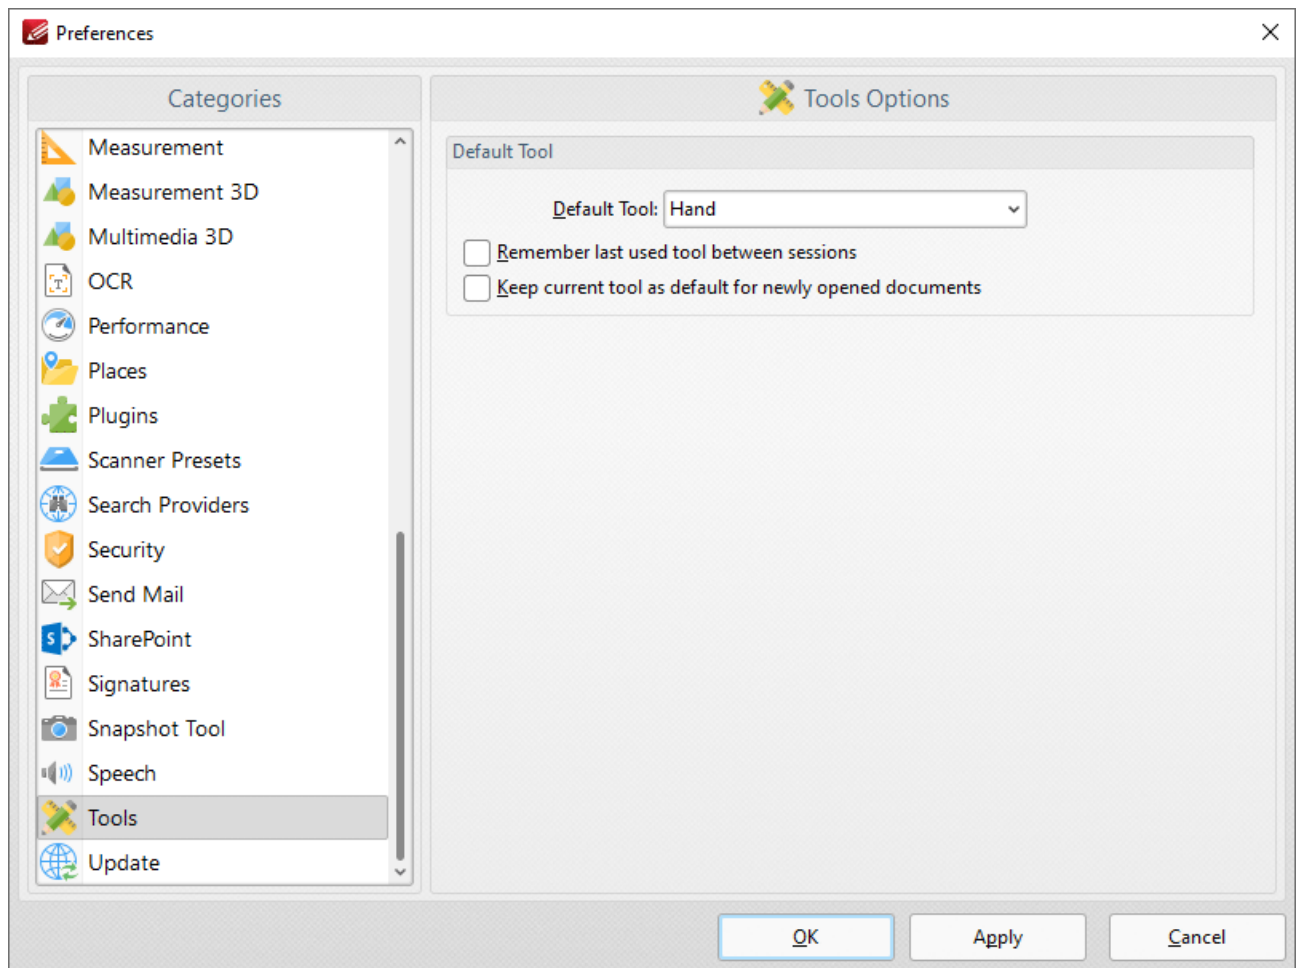 Preferences
Categories
Measurement
Measurement 3D
Multimedia 3D
OCR
Performance
Places
Plugins
Scanner Presets
Search Providers
Security
Send Mail
SharePoint
Signatures
Snapshot Tool
Speech
Tools
Update
Tools Options
Default Tool
Default Tool: Hand
Remember last used tool between sessions
Keep current tool as default for newly opened documents
OK Apply Cancel